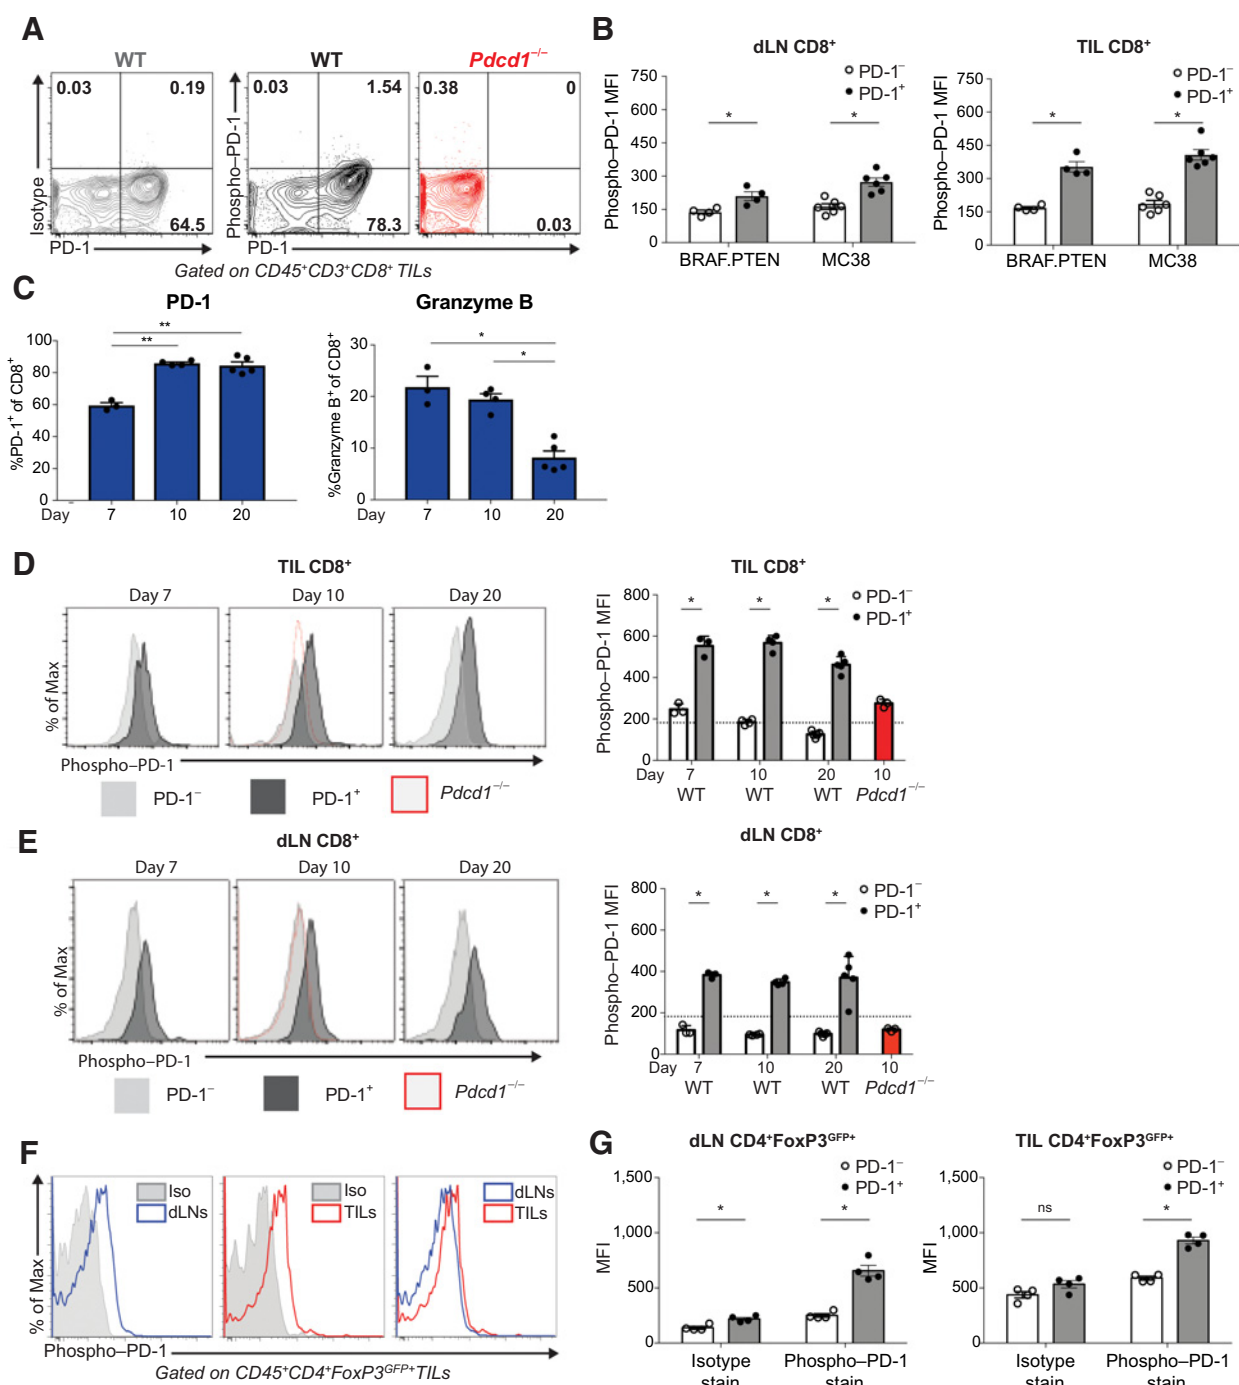 A
WT
WT
Pdcd1⁻/⁻
0.03
0.19
0.03
1.54
0.38
0
Isotype
Phospho–PD-1
64.5
78.3
0.03
PD-1
PD-1
Gated on CD45⁺CD3⁺CD8⁺ TILs
B
dLN CD8⁺
TIL CD8⁺
PD-1⁻
PD-1⁺
PD-1⁻
PD-1⁺
Phospho–PD-1 MFI
750
600
450
300
150
0
*
*
BRAF.PTEN
MC38
Phospho–PD-1 MFI
750
600
450
300
150
0
*
*
BRAF.PTEN
MC38
C
PD-1
Granzyme B
%PD-1⁺ of CD8⁺
100
80
60
40
20
0
**
**
Day
7
10
20
%Granzyme B⁺ of CD8⁺
30
20
10
0
*
*
Day
7
10
20
D
TIL CD8⁺
Day 7
Day 10
Day 20
% of Max
Phospho–PD-1
PD-1⁻
PD-1⁺
Pdcd1⁻/⁻
TIL CD8⁺
PD-1⁻
PD-1⁺
Phospho–PD-1 MFI
800
600
400
200
0
*
*
*
Day
7
10
20
10
WT
WT
WT
Pdcd1⁻/⁻
E
dLN CD8⁺
Day 7
Day 10
Day 20
% of Max
Phospho–PD-1
PD-1⁻
PD-1⁺
Pdcd1⁻/⁻
dLN CD8⁺
PD-1⁻
PD-1⁺
Phospho–PD-1 MFI
800
600
400
200
0
*
*
*
Day
7
10
20
10
WT
WT
WT
Pdcd1⁻/⁻
F
% of Max
Iso
dLNs
Iso
TILs
dLNs
TILs
Phospho–PD-1
Gated on CD45⁺CD4⁺FoxP3ᴳᶠᴾ⁺TILs
G
dLN CD4⁺FoxP3ᴳᶠᴾ⁺
TIL CD4⁺FoxP3ᴳᶠᴾ⁺
PD-1⁻
PD-1⁺
PD-1⁻
PD-1⁺
MFI
1,500
1,000
500
0
*
*
Isotype
stain
Phospho–PD-1
stain
MFI
1,500
1,000
500
0
ns
*
Isotype
stain
Phospho–PD-1
stain